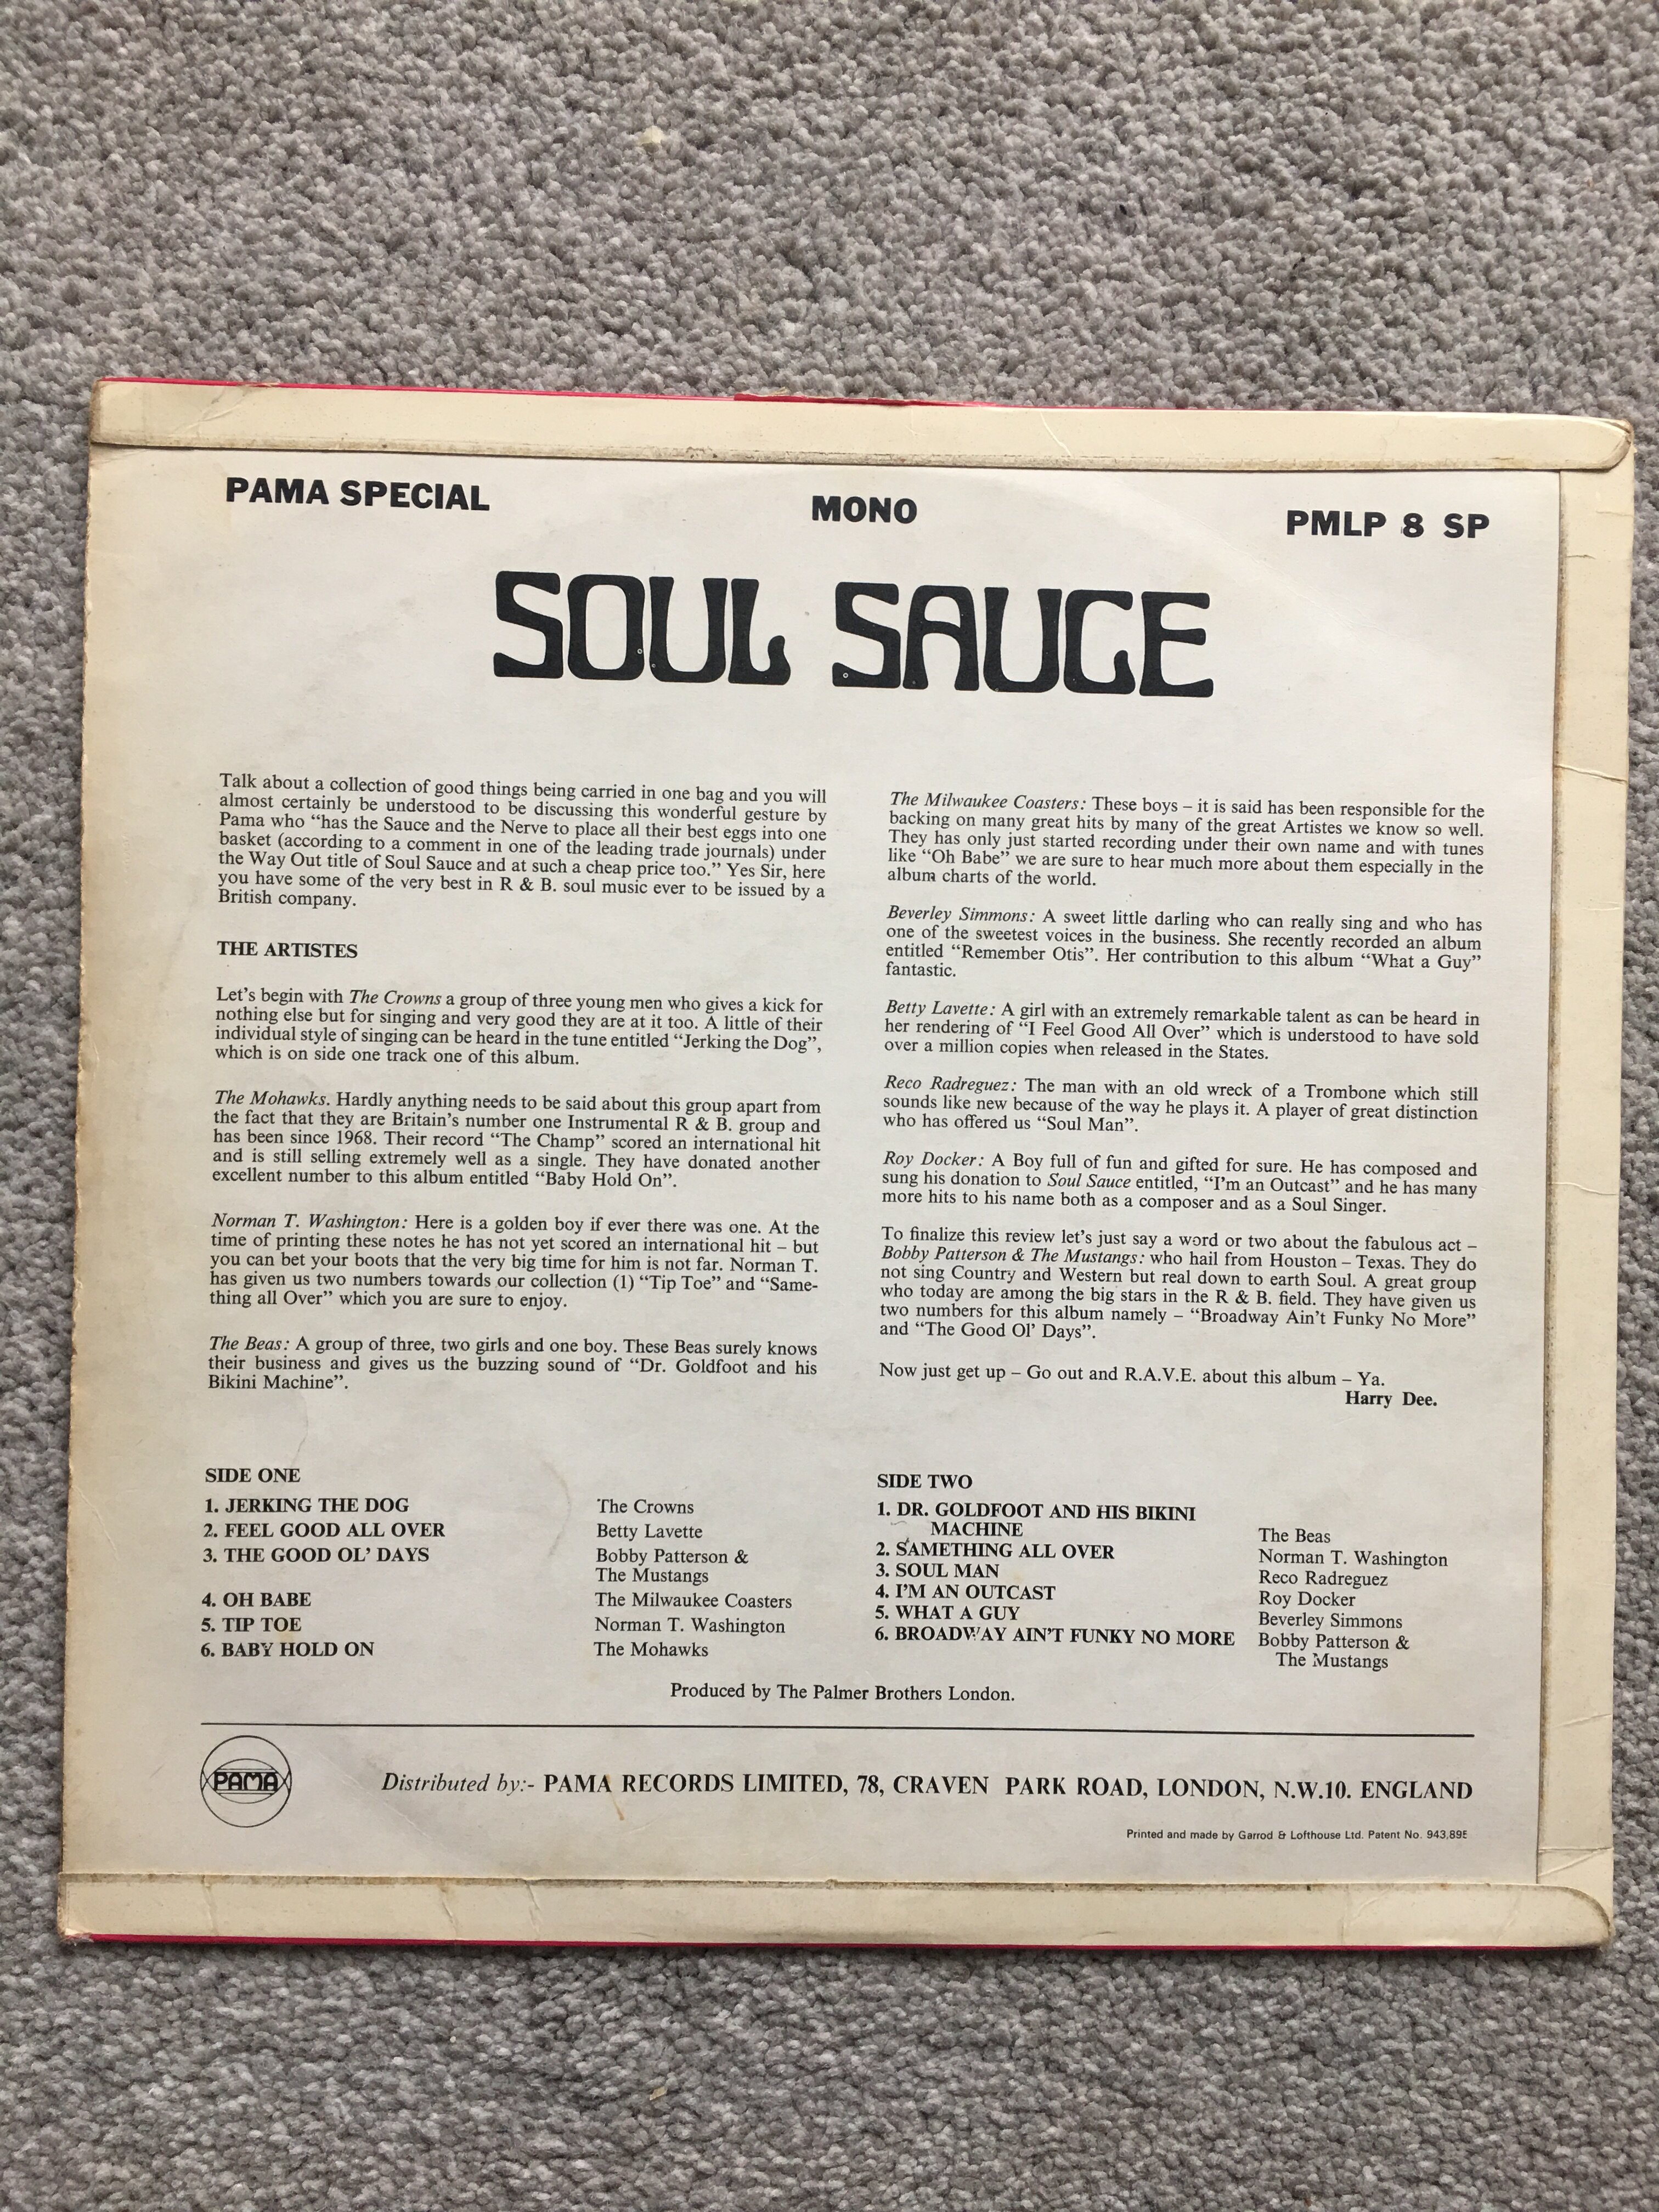 PAMA SPECIAL
MONO
PMLP 8 SP
SOUL SAUCE
Talk about a collection of good things being carried in one bag and you will
almost certainly be understood to be discussing this wonderful gesture by
Pama who “has the Sauce and the Nerve to place all their best eggs into one
basket (according to a comment in one of the leading trade journals) under
the Way Out title of Soul Sauce and at such a cheap price too.” Yes Sir, here
you have some of the very best in R & B. soul music ever to be issued by a
British company.
THE ARTISTES
Let’s begin with The Crowns a group of three young men who gives a kick for
nothing else but for singing and very good they are at it too. A little of their
individual style of singing can be heard in the tune entitled “Jerking the Dog”,
which is on side one track one of this album.
The Mohawks. Hardly anything needs to be said about this group apart from
the fact that they are Britain’s number one Instrumental R & B. group and
has been since 1968. Their record “The Champ” scored an international hit
and is still selling extremely well as a single. They have donated another
excellent number to this album entitled “Baby Hold On”.
Norman T. Washington: Here is a golden boy if ever there was one. At the
time of printing these notes he has not yet scored an international hit – but
you can bet your boots that the very big time for him is not far. Norman T.
has given us two numbers towards our collection (1) “Tip Toe” and “Same-
thing all Over” which you are sure to enjoy.
The Beas: A group of three, two girls and one boy. These Beas surely knows
their business and gives us the buzzing sound of “Dr. Goldfoot and his
Bikini Machine”.
The Milwaukee Coasters: These boys – it is said has been responsible for the
backing on many great hits by many of the great Artistes we know so well.
They has only just started recording under their own name and with tunes
like “Oh Babe” we are sure to hear much more about them especially in the
album charts of the world.
Beverley Simmons: A sweet little darling who can really sing and who has
one of the sweetest voices in the business. She recently recorded an album
entitled “Remember Otis”. Her contribution to this album “What a Guy”
fantastic.
Betty Lavette: A girl with an extremely remarkable talent as can be heard in
her rendering of “I Feel Good All Over” which is understood to have sold
over a million copies when released in the States.
Reco Radreguez: The man with an old wreck of a Trombone which still
sounds like new because of the way he plays it. A player of great distinction
who has offered us “Soul Man”.
Roy Docker: A Boy full of fun and gifted for sure. He has composed and
sung his donation to Soul Sauce entitled, “I’m an Outcast” and he has many
more hits to his name both as a composer and as a Soul Singer.
To finalize this review let’s just say a word or two about the fabulous act –
Bobby Patterson & The Mustangs: who hail from Houston – Texas. They do
not sing Country and Western but real down to earth Soul. A great group
who today are among the big stars in the R & B. field. They have given us
two numbers for this album namely – “Broadway Ain’t Funky No More”
and “The Good Ol’ Days”.
Now just get up – Go out and R.A.V.E. about this album – Ya.
Harry Dee.
SIDE ONE
1. JERKING THE DOG The Crowns
2. FEEL GOOD ALL OVER Betty Lavette
3. THE GOOD OL’ DAYS Bobby Patterson &
The Mustangs
4. OH BABE The Milwaukee Coasters
5. TIP TOE Norman T. Washington
6. BABY HOLD ON The Mohawks
SIDE TWO
1. DR. GOLDFOOT AND HIS BIKINI
MACHINE The Beas
2. SAMETHING ALL OVER Norman T. Washington
3. SOUL MAN Reco Radreguez
4. I’M AN OUTCAST Roy Docker
5. WHAT A GUY Beverley Simmons
6. BROADWAY AIN’T FUNKY NO MORE Bobby Patterson &
The Mustangs
Produced by The Palmer Brothers London.
PAMA
Distributed by:- PAMA RECORDS LIMITED, 78, CRAVEN PARK ROAD, LONDON, N.W.10. ENGLAND
Printed and made by Garrod & Lofthouse Ltd. Patent No. 943,895